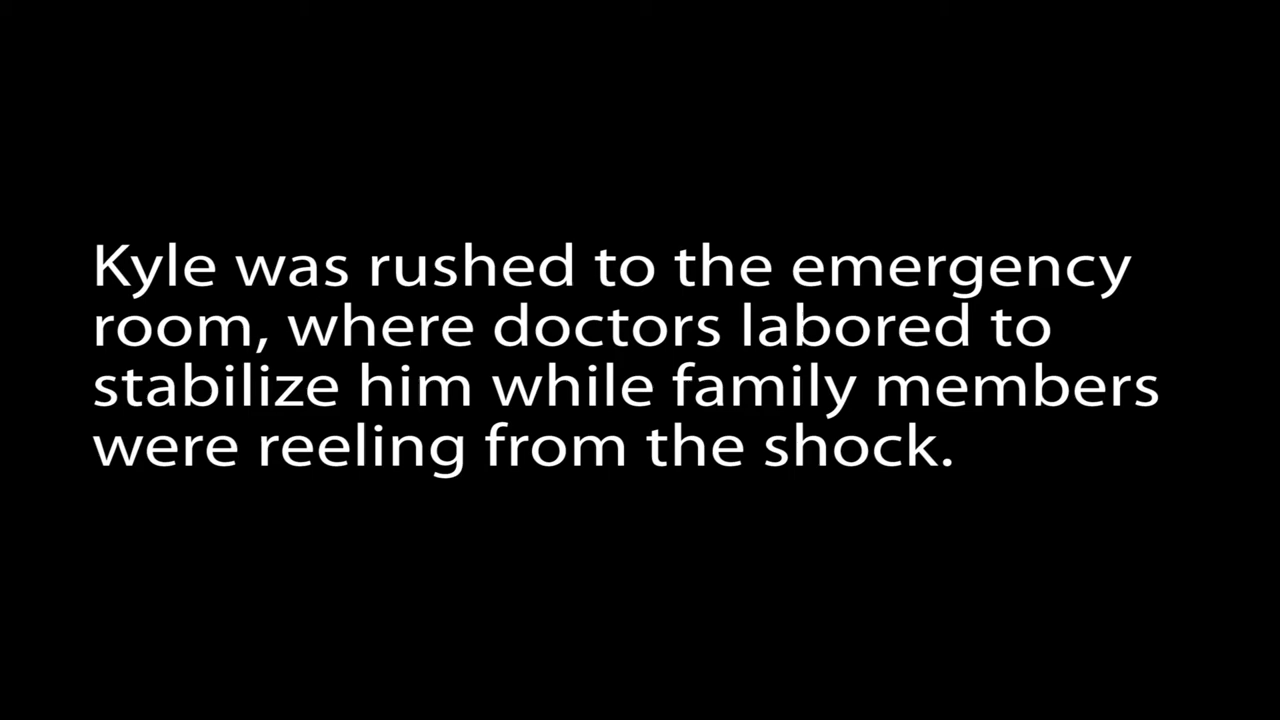 Kyle was rushed to the emergency
room, where doctors labored to
stabilize him while family members
were reeling from the shock.